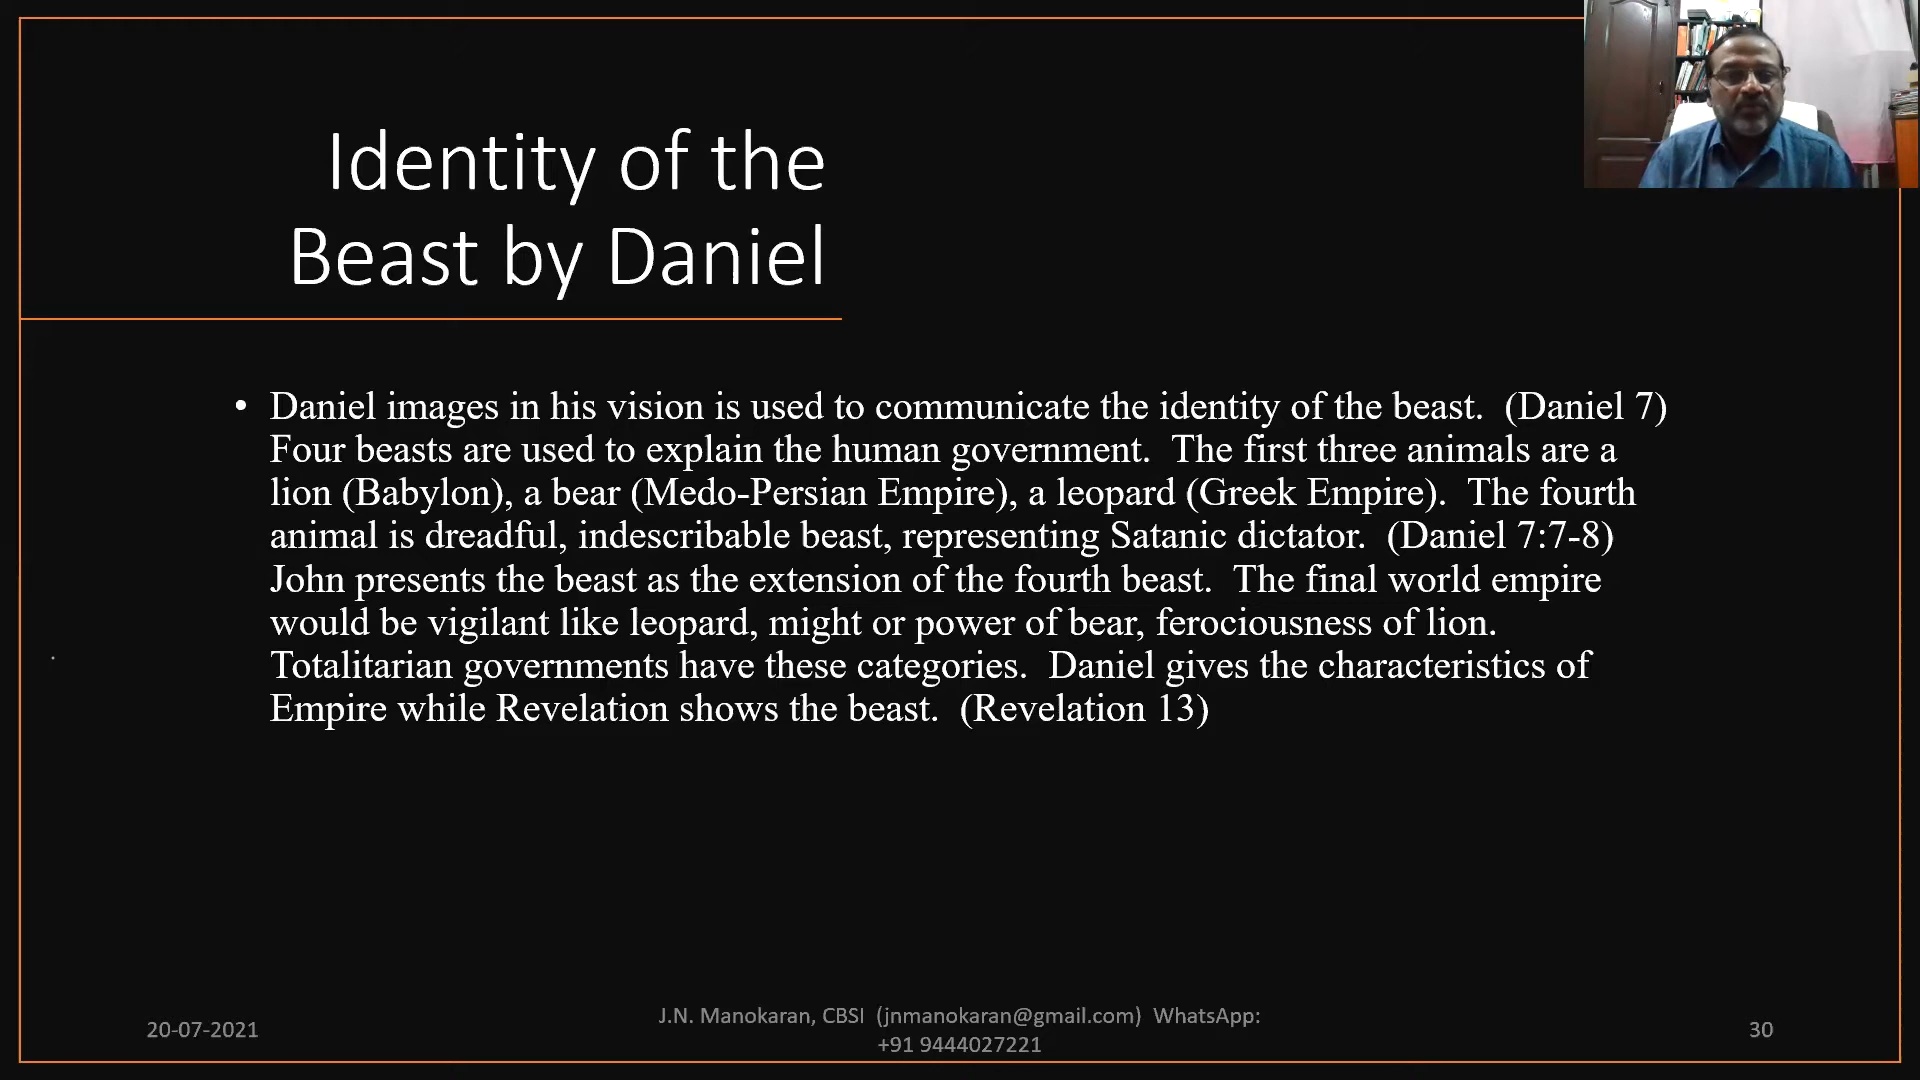 Identity of the
Beast by Daniel
• Daniel images in his vision is used to communicate the identity of the beast.  (Daniel 7)
Four beasts are used to explain the human government.  The first three animals are a
lion (Babylon), a bear (Medo-Persian Empire), a leopard (Greek Empire).  The fourth
animal is dreadful, indescribable beast, representing Satanic dictator.  (Daniel 7:7-8)
John presents the beast as the extension of the fourth beast.  The final world empire
would be vigilant like leopard, might or power of bear, ferociousness of lion.
Totalitarian governments have these categories.  Daniel gives the characteristics of
Empire while Revelation shows the beast.  (Revelation 13)
20-07-2021
J.N. Manokaran, CBSI  (jnmanokaran@gmail.com)  WhatsApp:
+91 9444027221
30